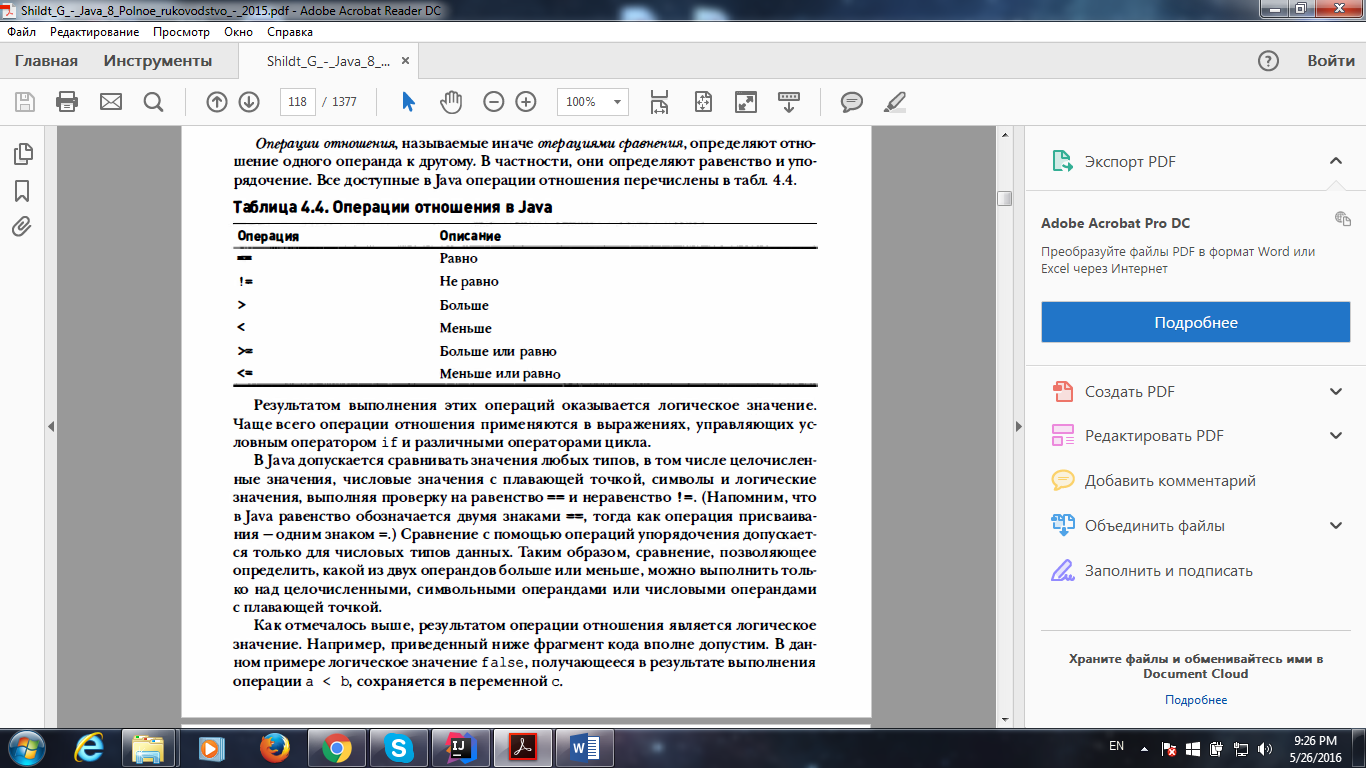 Shildt_G_-_Java_8_Polnoe_rukovodstvo_-_2015.pdf - Adobe Acrobat Reader DC
Файл Редактирование Просмотр Окно Справка
Главная Инструменты Shildt_G_-_Java_8_... × Войти
118 / 1377 100%
Операции отношения, называемые иначе операциями сравнения, определяют отно-
шение одного операнда к другому. В частности, они определяют равенство и упо-
рядочение. Все доступные в Java операции отношения перечислены в табл. 4.4.
Таблица 4.4. Операции отношения в Java
Операция Описание
== Равно
!= Не равно
> Больше
< Меньше
>= Больше или равно
<= Меньше или равно
Результатом выполнения этих операций оказывается логическое значение.
Чаще всего операции отношения применяются в выражениях, управляющих ус-
ловным оператором if и различными операторами цикла.
В Java допускается сравнивать значения любых типов, в том числе целочислен-
ные значения, числовые значения с плавающей точкой, символы и логические
значения, выполняя проверку на равенство == и неравенство !=. (Напомним, что
в Java равенство обозначается двумя знаками ==, тогда как операция присваива-
ния — одним знаком =.) Сравнение с помощью операций упорядочения допускает-
ся только для числовых типов данных. Таким образом, сравнение, позволяющее
определить, какой из двух операндов больше или меньше, можно выполнить толь-
ко над целочисленными, символьными операндами или числовыми операндами
с плавающей точкой.
Как отмечалось выше, результатом операции отношения является логическое
значение. Например, приведенный ниже фрагмент кода вполне допустим. В дан-
ном примере логическое значение false, получающееся в результате выполнения
операции a < b, сохраняется в переменной c.
Экспорт PDF
Adobe Acrobat Pro DC
Преобразуйте файлы PDF в формат Word или
Excel через Интернет
Подробнее
Создать PDF
Редактировать PDF
Добавить комментарий
Объединить файлы
Заполнить и подписать
Храните файлы и обменивайтесь ими в
Document Cloud
Подробнее
EN
9:26 PM
5/26/2016